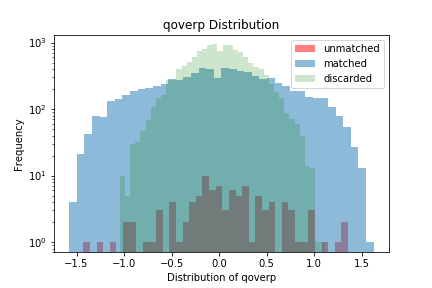 qoverp Distribution
unmatched
matched
discarded
Frequency
10³
10²
10¹
10⁰
−1.5 −1.0 −0.5 0.0 0.5 1.0 1.5
Distribution of qoverp